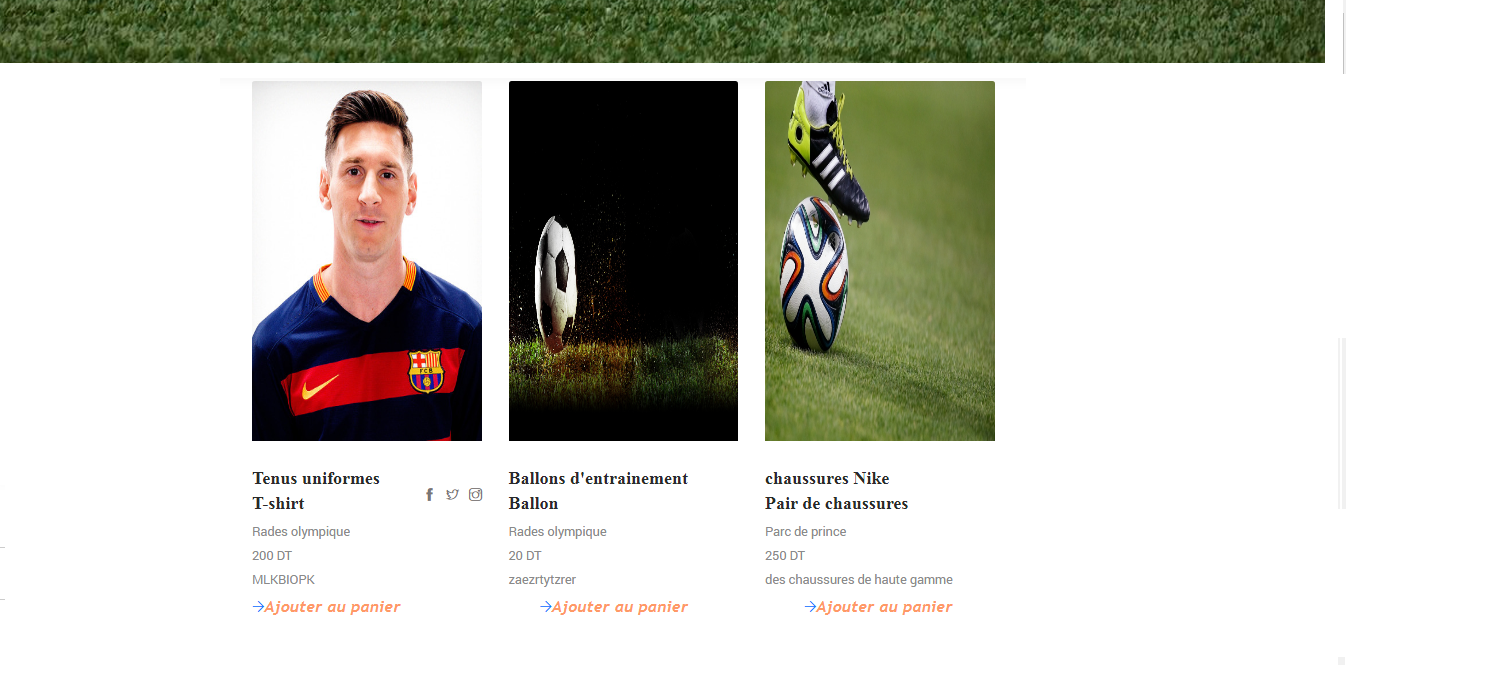 FCB
Tenus uniformes
T-shirt
Rades olympique
200 DT
MLKBIOPK
Ajouter au panier
Ballons d'entrainement
Ballon
Rades olympique
20 DT
zaezrtytzrer
Ajouter au panier
chaussures Nike
Pair de chaussures
Parc de prince
250 DT
des chaussures de haute gamme
Ajouter au panier